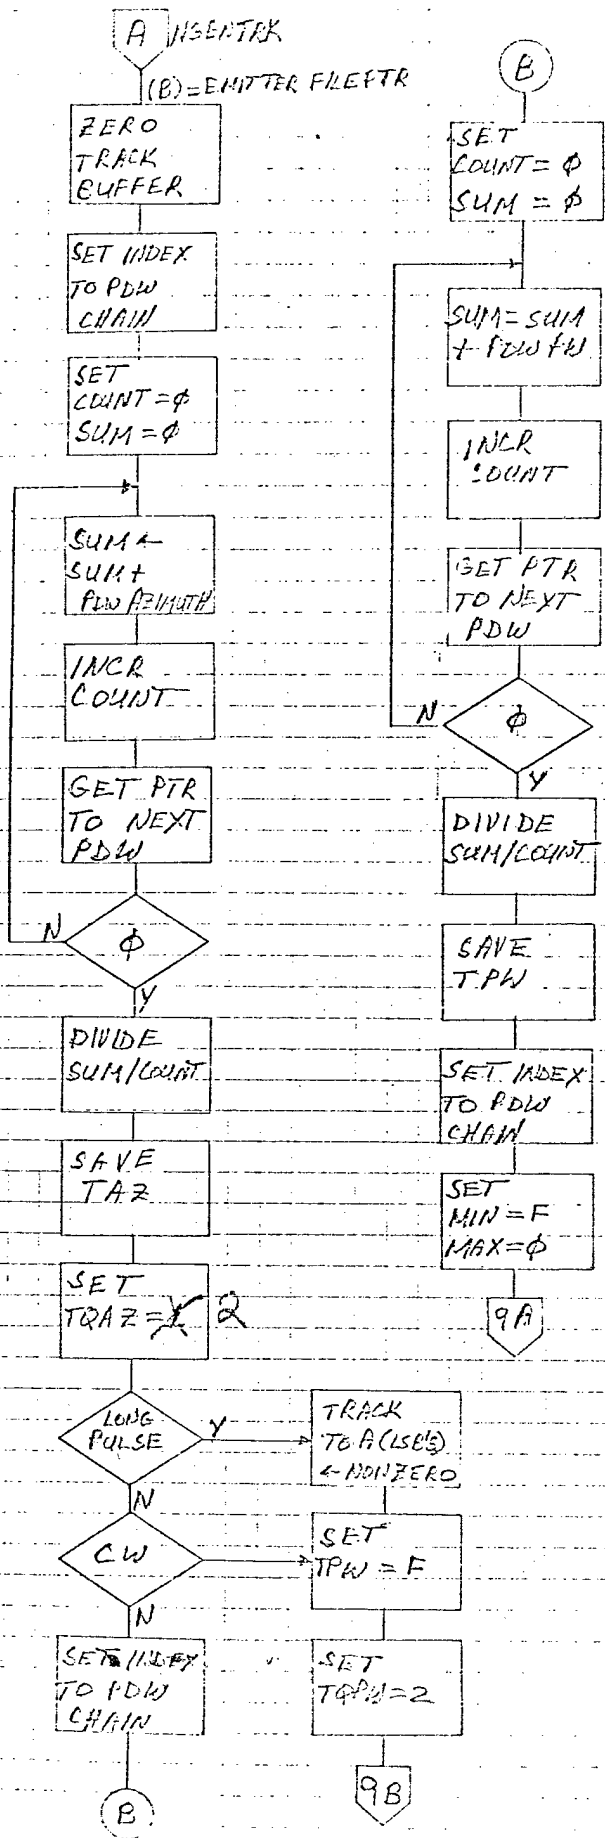 A NGENTRK
(B)=EMITTER FILEPTR
ZERO
TRACK
BUFFER
SET INDEX
TO PDW
CHAIN
SET
COUNT=ϕ
SUM=ϕ
SUM←
SUM+
PDW AZIMUTH
INCR
COUNT
GET PTR
TO NEXT
PDW
N
ϕ
Y
DIVIDE
SUM/COUNT
SAVE
TAZ
SET
TQAZ= 2
LONG
PULSE
Y
N
CW
N
SET INDEX
TO PDW
CHAIN
B
TRACK
TOA(LSB'S)
←NONZERO
SET
TPW=F
SET
TQPW=2
9B
B
SET
COUNT=ϕ
SUM=ϕ
SUM=SUM
+ PDW PW
INCR
COUNT
GET PTR
TO NEXT
PDW
N
ϕ
Y
DIVIDE
SUM/COUNT
SAVE
TPW
SET INDEX
TO PDW
CHAIN
SET
MIN=F
MAX=ϕ
9A